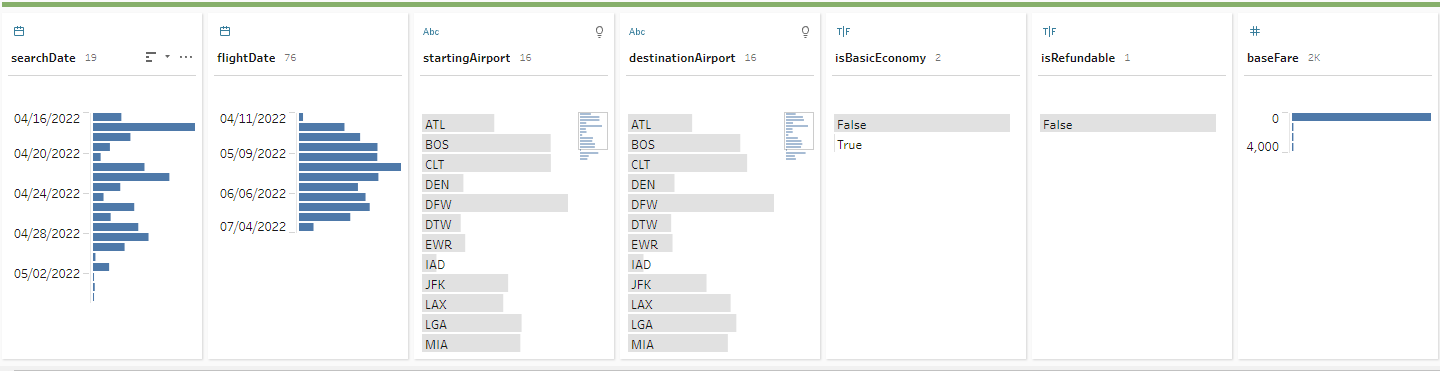 searchDate 19
04/16/2022
04/20/2022
04/24/2022
04/28/2022
05/02/2022
flightDate 76
04/11/2022
05/09/2022
06/06/2022
07/04/2022
Abc
startingAirport 16
ATL
BOS
CLT
DEN
DFW
DTW
EWR
IAD
JFK
LAX
LGA
MIA
Abc
destinationAirport 16
ATL
BOS
CLT
DEN
DFW
DTW
EWR
IAD
JFK
LAX
LGA
MIA
T|F
isBasicEconomy 2
False
True
T|F
isRefundable 1
False
#
baseFare 2K
0
4,000